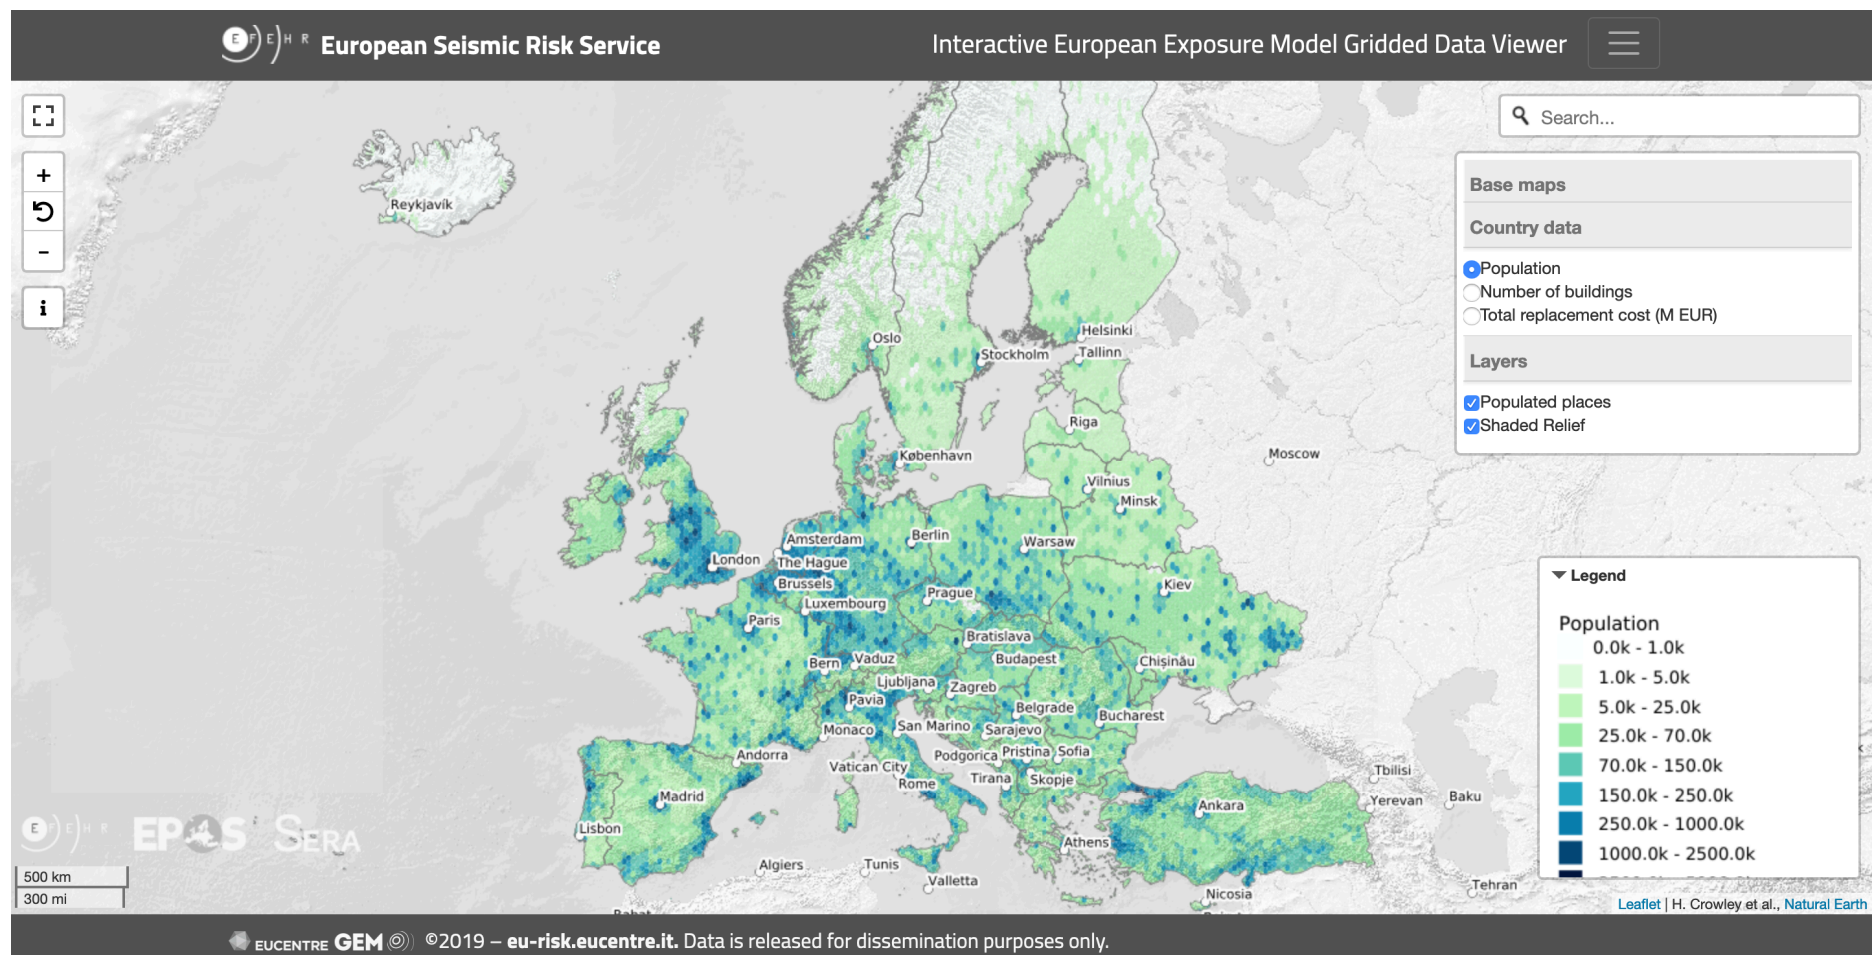 EFEHR European Seismic Risk Service
Interactive European Exposure Model Gridded Data Viewer
Search...
+
-
i
Base maps
Country data
Population
Number of buildings
Total replacement cost (M EUR)
Layers
Populated places
Shaded Relief
Reykjavík
Oslo
Helsinki
Stockholm
Tallinn
Riga
København
Moscow
Vilnius
Minsk
Amsterdam
Berlin
Warsaw
London
The Hague
Brussels
Kiev
Prague
Luxembourg
Paris
Bratislava
Bern
Vaduz
Budapest
Chișinău
Ljubljana
Zagreb
Pavia
Belgrade
Bucharest
Monaco
San Marino
Sarajevo
Andorra
Podgorica
Pristina
Sofia
Vatican City
Tirana
Skopje
Rome
Tbilisi
Madrid
Ankara
Yerevan
Baku
Lisbon
Athens
Algiers
Tunis
Valletta
Nicosia
Tehran
Rabat
Legend
Population
0.0k - 1.0k
1.0k - 5.0k
5.0k - 25.0k
25.0k - 70.0k
70.0k - 150.0k
150.0k - 250.0k
250.0k - 1000.0k
1000.0k - 2500.0k
EFEHR EPOS SERA
500 km
300 mi
Leaflet | H. Crowley et al., Natural Earth
EUCENTRE GEM ©2019 – eu-risk.eucentre.it. Data is released for dissemination purposes only.